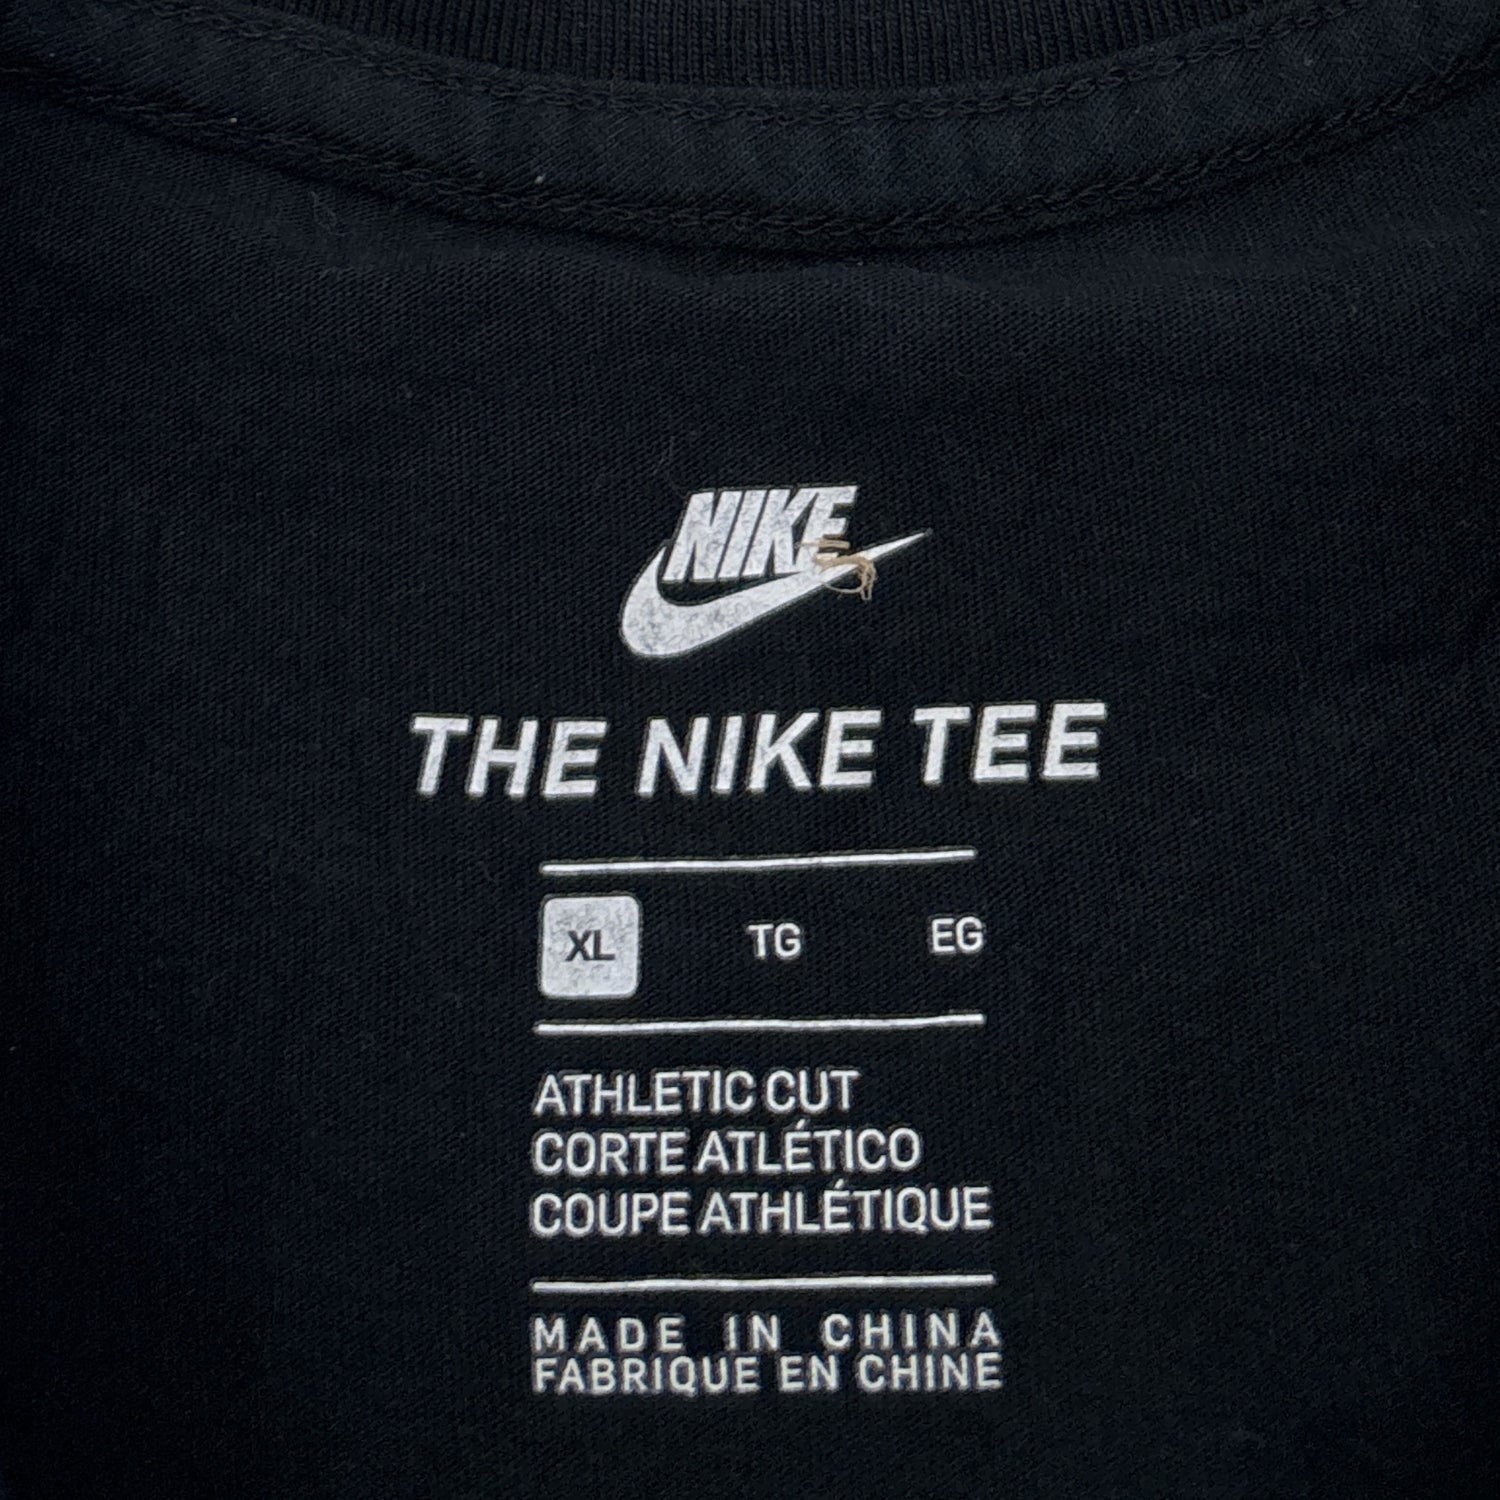 NIKE
THE NIKE TEE
XL TG EG
ATHLETIC CUT
CORTE ATLÉTICO
COUPE ATHLÉTIQUE
MADE IN CHINA
FABRIQUE EN CHINE